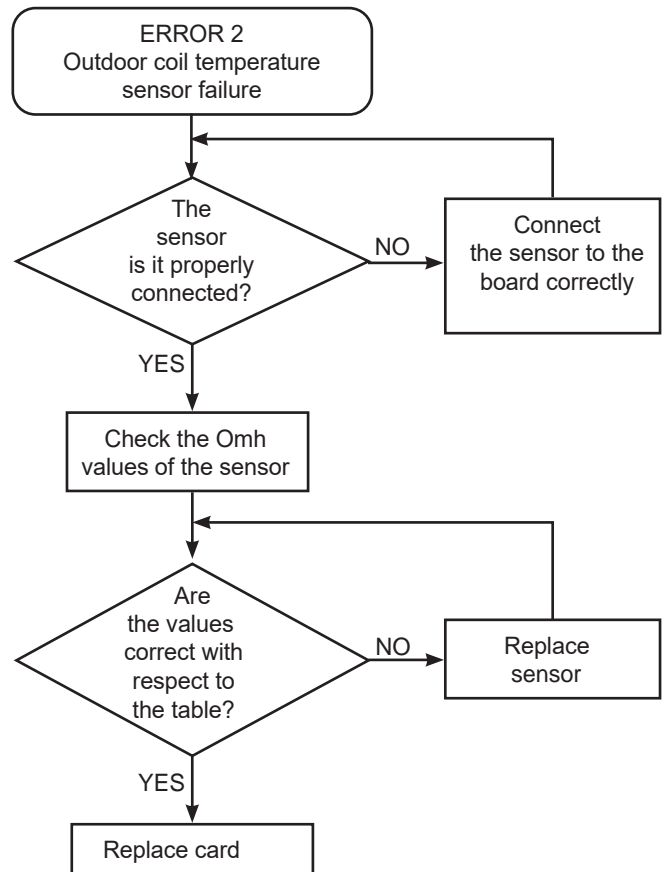 ERROR 2
Outdoor coil temperature
sensor failure
The
sensor
is it properly
connected?
NO
Connect
the sensor to the
board correctly
YES
Check the Omh
values of the sensor
Are
the values
correct with
respect to
the table?
NO
Replace
sensor
YES
Replace card